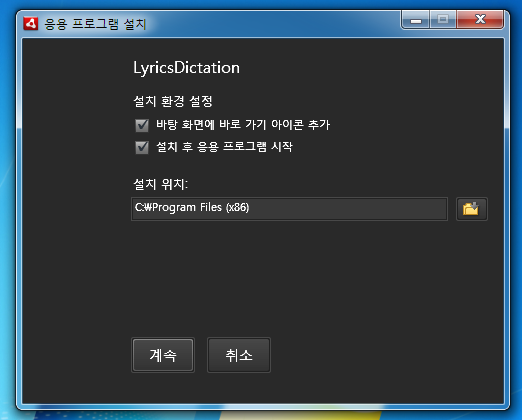 응용 프로그램 설치
LyricsDictation
설치 환경 설정
바탕 화면에 바로 가기 아이콘 추가
설치 후 응용 프로그램 시작
설치 위치:
C:₩Program Files (x86)
계속
취소